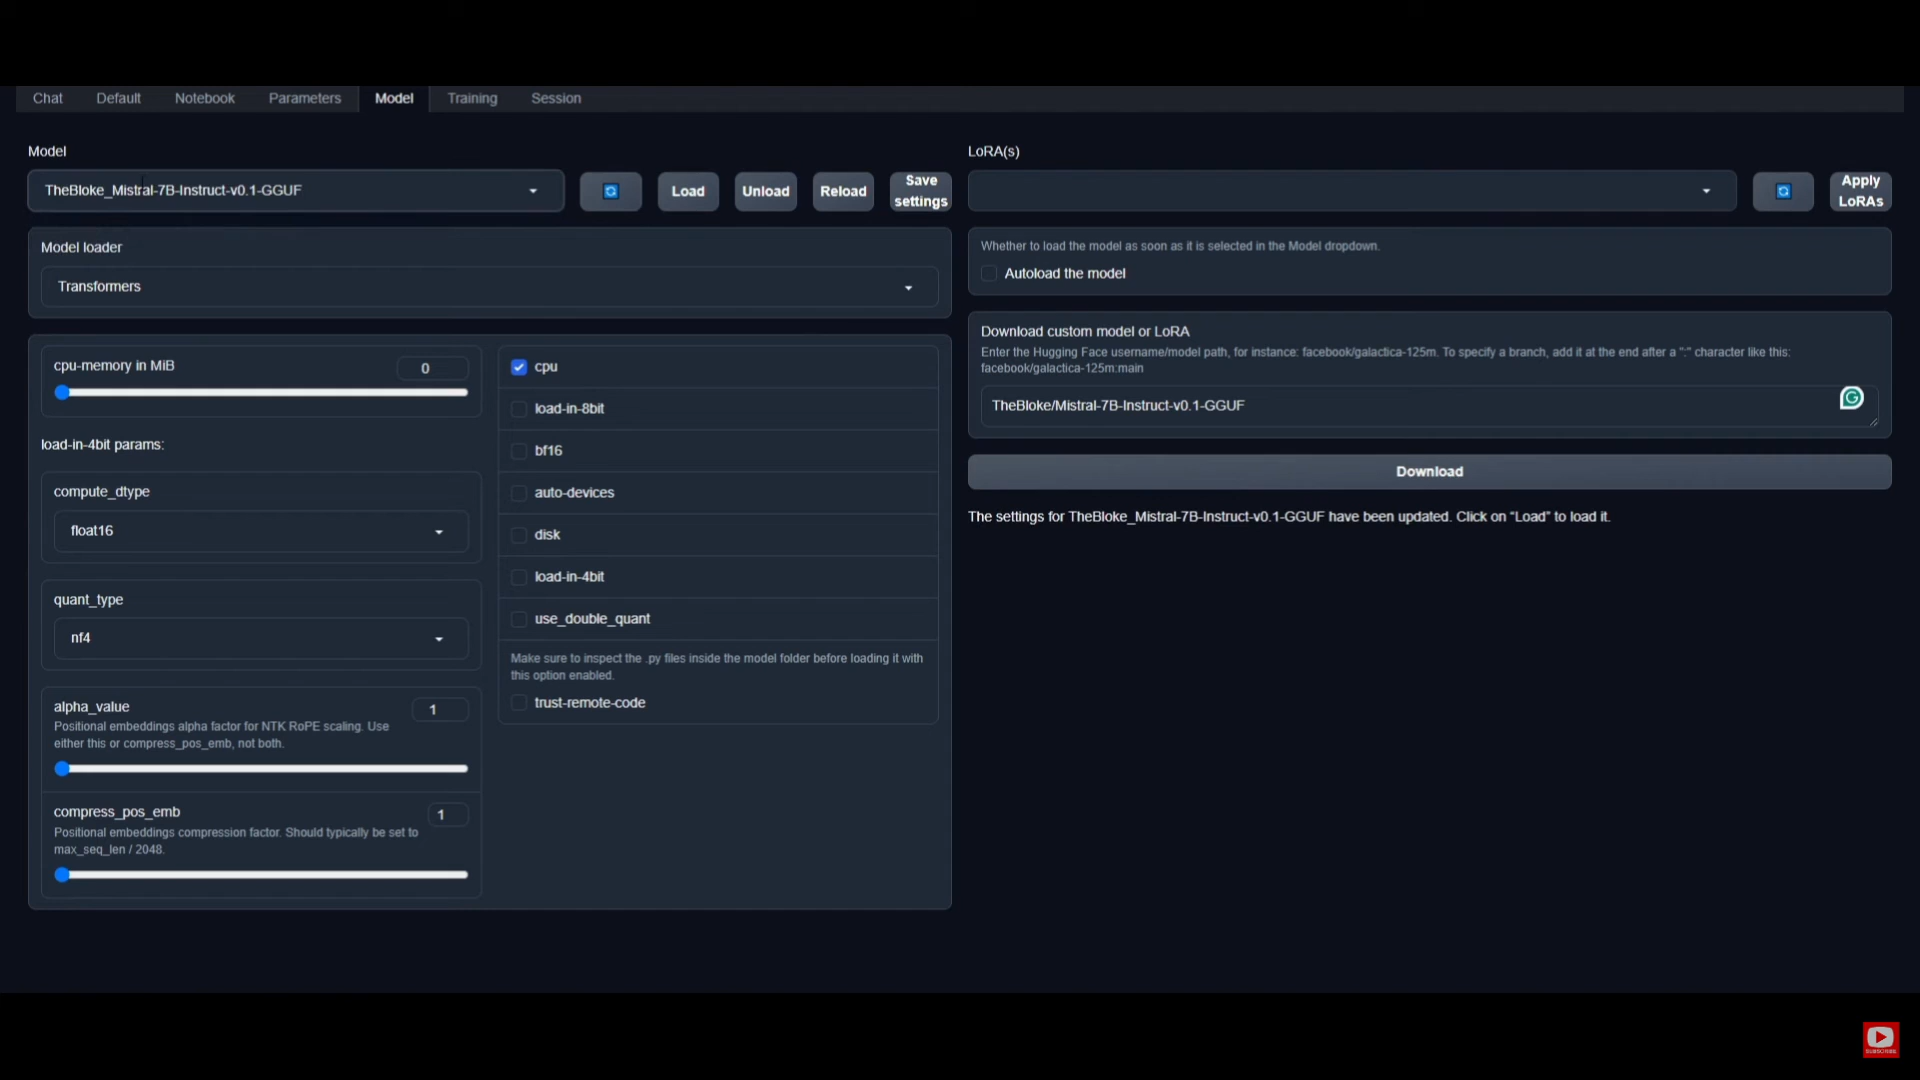 Chat Default Notebook Parameters Model Training Session
Model
TheBloke_Mistral-7B-Instruct-v0.1-GGUF
Load
Unload
Reload
Save
settings
Model loader
Transformers
cpu-memory in MiB
0
load-in-4bit params:
compute_dtype
float16
quant_type
nf4
alpha_value
1
Positional embeddings alpha factor for NTK RoPE scaling. Use
either this or compress_pos_emb, not both.
compress_pos_emb
1
Positional embeddings compression factor. Should typically be set to
max_seq_len / 2048.
cpu
load-in-8bit
bf16
auto-devices
disk
load-in-4bit
use_double_quant
Make sure to inspect the .py files inside the model folder before loading it with
this option enabled.
trust-remote-code
LoRA(s)
Apply
LoRAs
Whether to load the model as soon as it is selected in the Model dropdown.
Autoload the model
Download custom model or LoRA
Enter the Hugging Face username/model path, for instance: facebook/galactica-125m. To specify a branch, add it at the end after a ":" character like this:
facebook/galactica-125m:main
TheBloke/Mistral-7B-Instruct-v0.1-GGUF
Download
The settings for TheBloke_Mistral-7B-Instruct-v0.1-GGUF have been updated. Click on "Load" to load it.
SUBSCRIBE